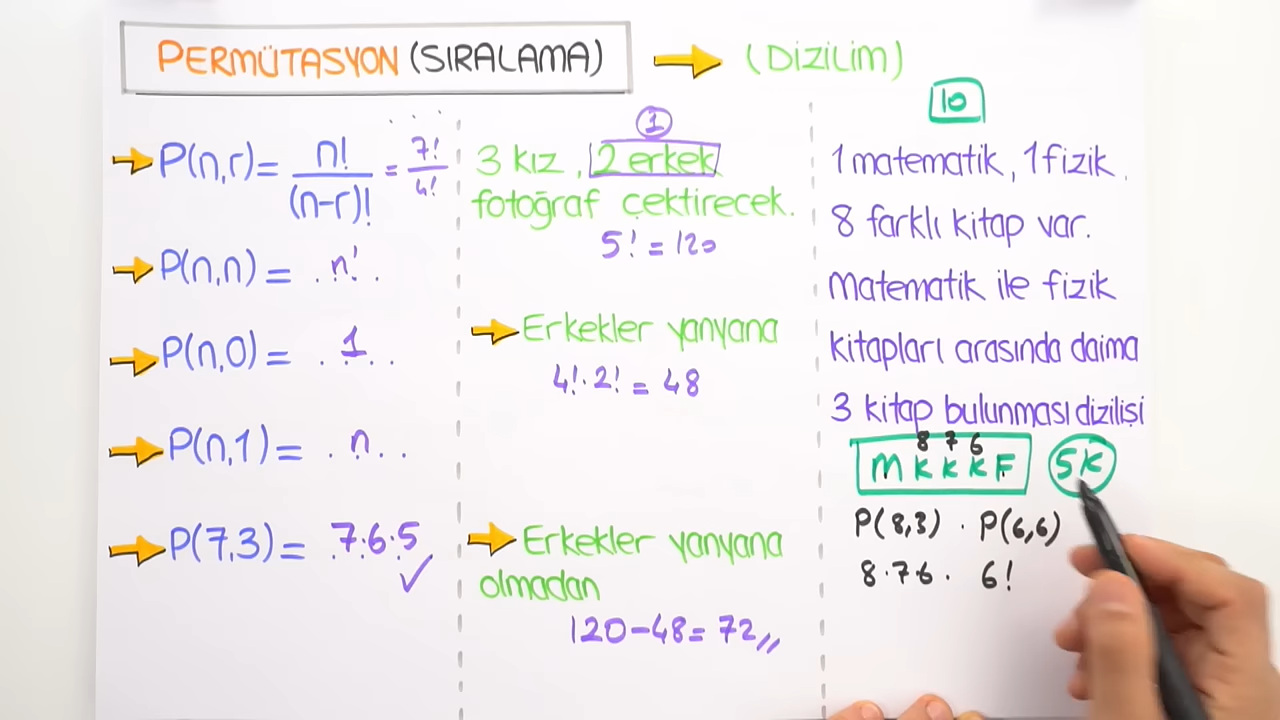 PERMÜTASYON (SIRALAMA) (DİZİLİM)
P(n,r)= n!/(n-r)! = 7!/4!
P(n,n) = n!
P(n,0) = 1
P(n,1) = n
P(7,3) = 7.6.5
1
3 kız, 2 erkek
fotoğraf çektirecek.
5! = 120
Erkekler yanyana
4!.2! = 48
Erkekler yanyana
olmadan
120-48= 72
10
1 matematik, 1 fizik.
8 farklı kitap var.
Matematik ile fizik
kitapları arasında daima
3 kitap bulunması dizilişi
8 7 6
M K K K F 5K
P(8,3) . P(6,6)
8.7.6. 6!